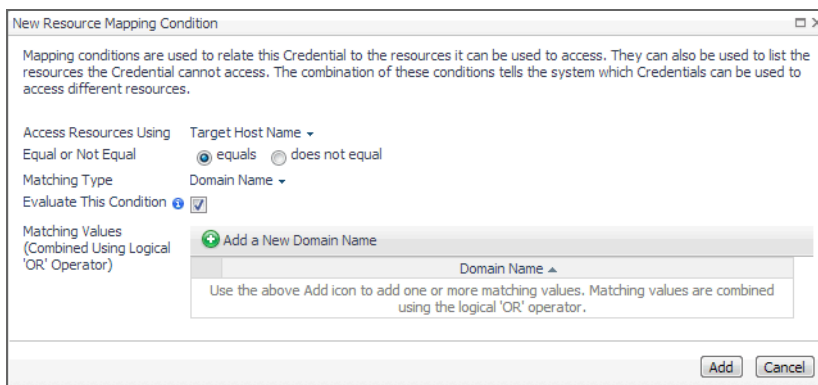 New Resource Mapping Condition
Mapping conditions are used to relate this Credential to the resources it can be used to access. They can also be used to list the
resources the Credential cannot access. The combination of these conditions tells the system which Credentials can be used to
access different resources.
Access Resources Using Target Host Name
Equal or Not Equal equals does not equal
Matching Type Domain Name
Evaluate This Condition
Matching Values
(Combined Using Logical
'OR' Operator)
Add a New Domain Name
Domain Name
Use the above Add icon to add one or more matching values. Matching values are combined
using the logical 'OR' operator.
Add Cancel